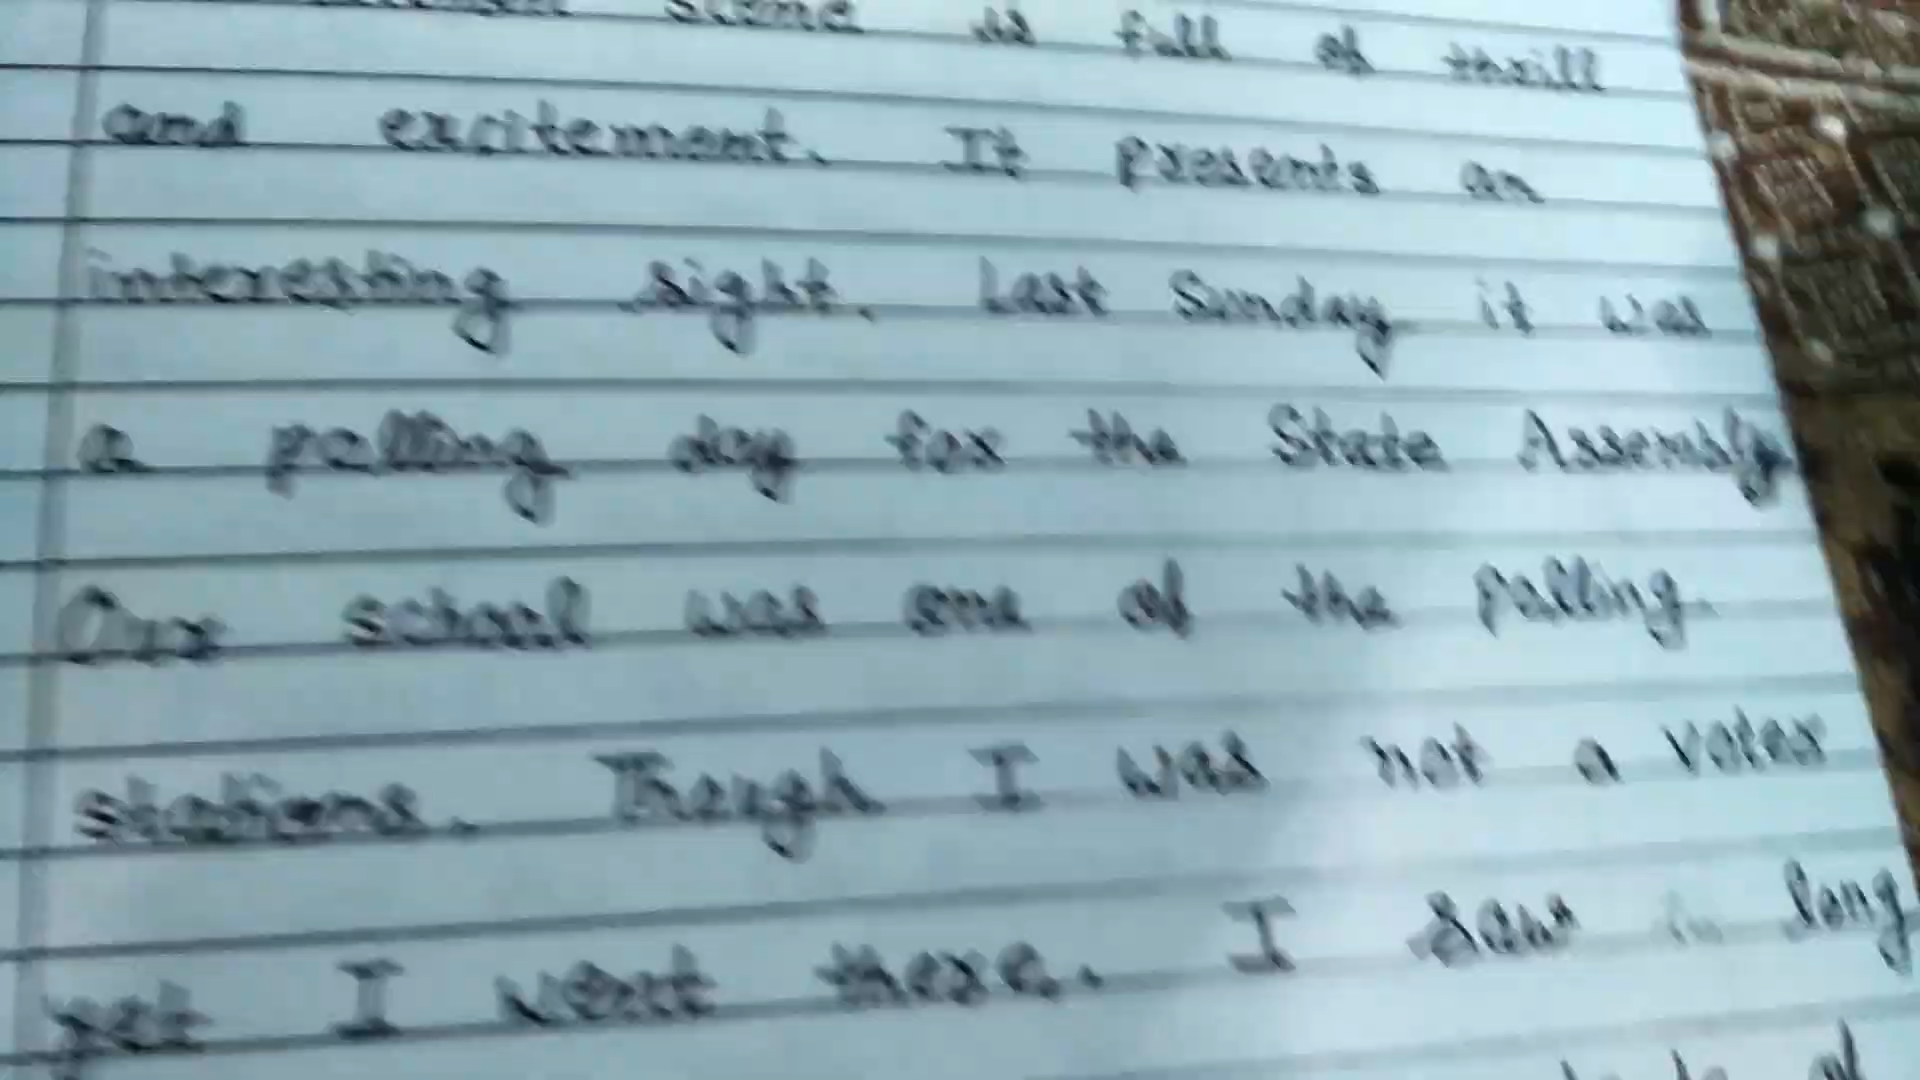 scene is full of thrill
and excitement. It presents an
interesting sight. Last Sunday it was
a polling day for the State Assembly
Our school was one of the Polling.
stations. Though I was not a voter
yet I went there. I saw long
of